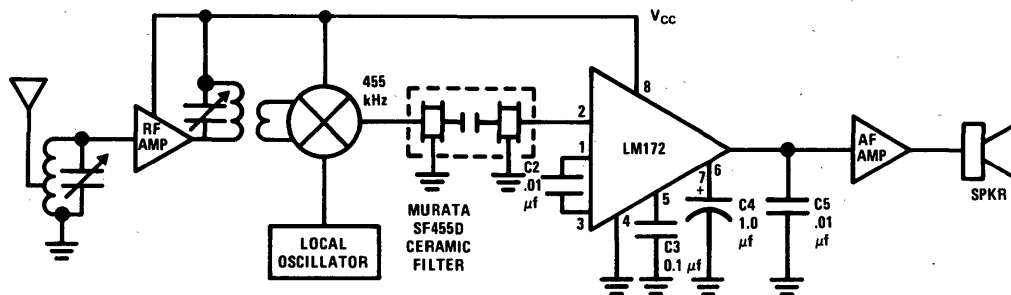 VCC
455
kHz
RF
AMP
2
8
LM172
1
C2
.01
μf
3
4
5
C3
0.1 μf
7
6
+
C4
1.0
μf
C5
.01
μf
AF
AMP
SPKR
MURATA
SF455D
CERAMIC
FILTER
LOCAL
OSCILLATOR